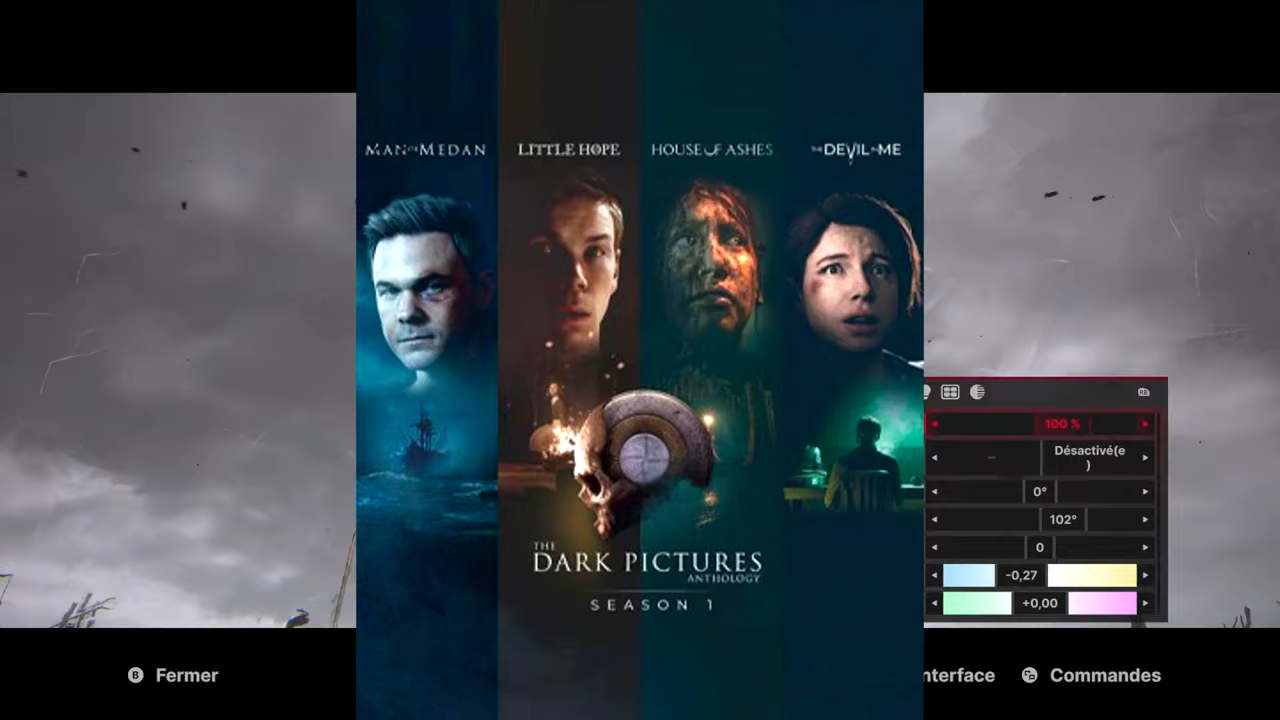 MAN OF MEDAN
LITTLE HOPE
HOUSE OF ASHES
THE DEVIL IN ME
100 %
Désactivé(e
)
0°
102°
0
-0,27
+0,00
THE
DARK PICTURES
ANTHOLOGY
SEASON 1
B Fermer
nterface
Commandes